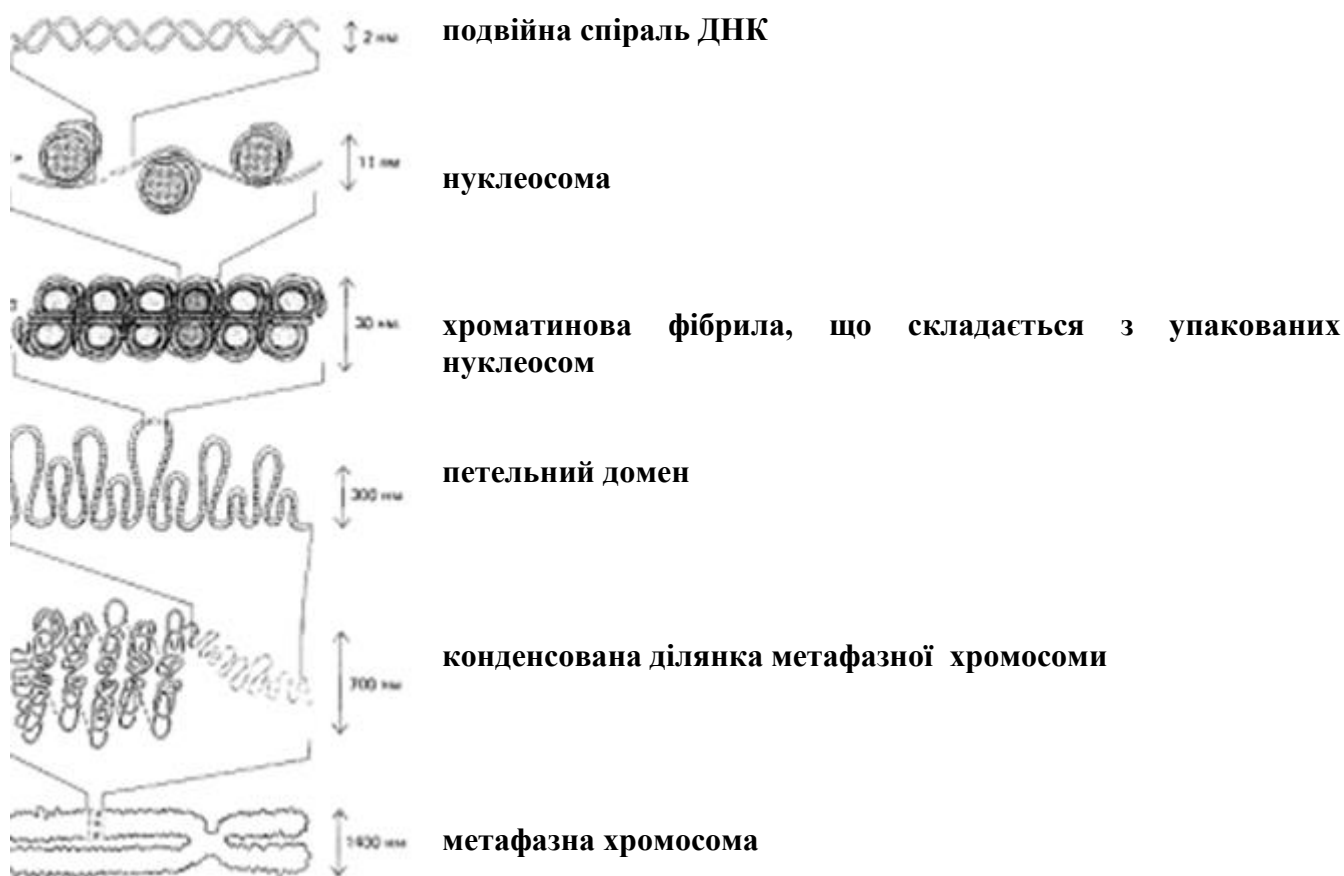 2 нм
подвійна спіраль ДНК
11 нм
нуклеосома
30 нм
хроматинова фібрила, що складається з упакованих
нуклеосом
петельний домен
300 нм
конденсована ділянка метафазної хромосоми
700 нм
1400 нм
метафазна хромосома